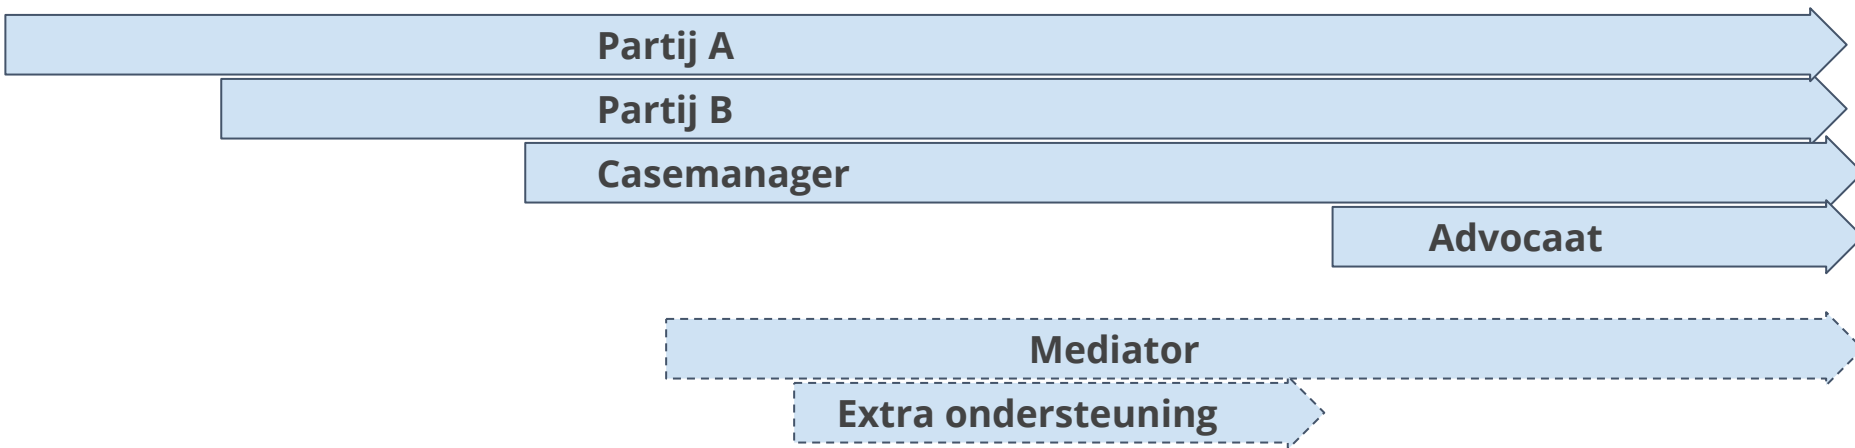 Partij A
Partij B
Casemanager
Advocaat
Mediator
Extra ondersteuning